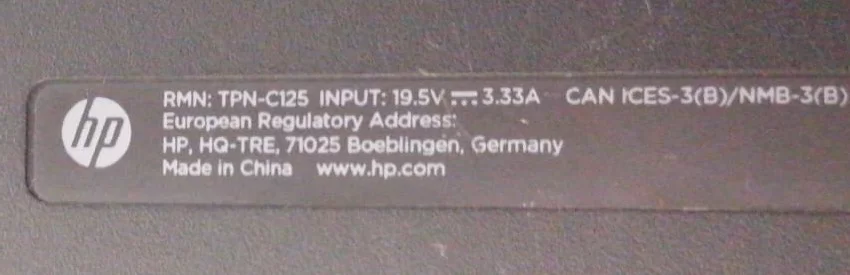 hp
RMN: TPN-C125 INPUT: 19.5V ⎓ 3.33A CAN ICES-3(B)/NMB-3(B)
European Regulatory Address:
HP, HQ-TRE, 71025 Boeblingen, Germany
Made in China www.hp.com